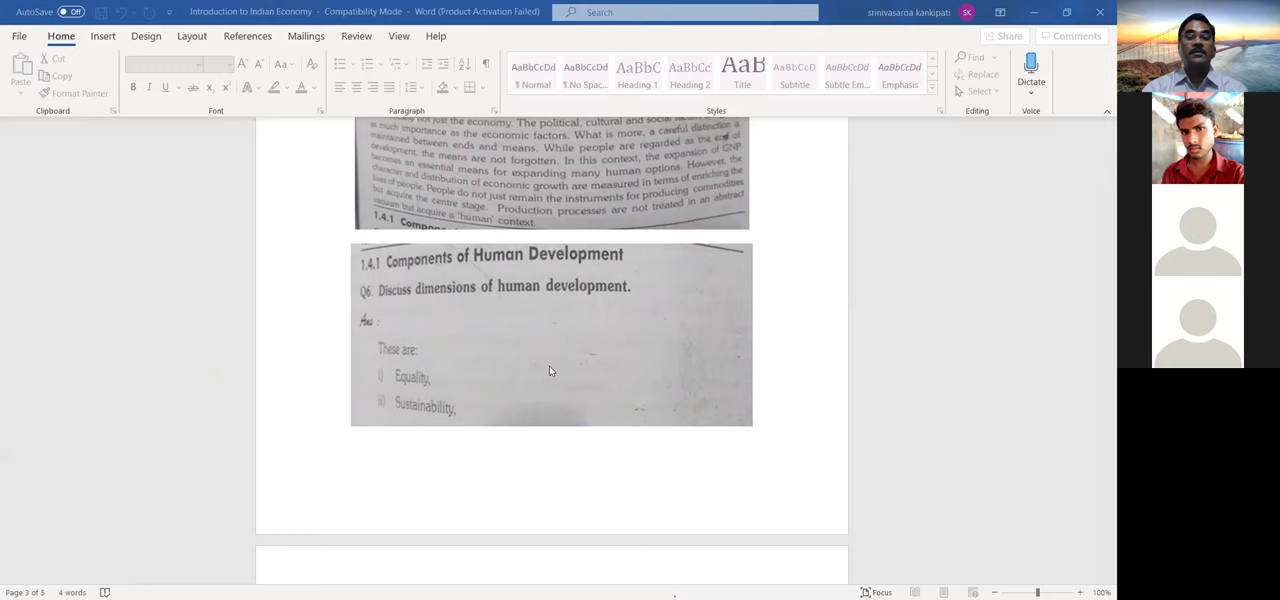 AutoSave Off
Introduction to Indian Economy - Compatibility Mode - Word (Product Activation Failed)
Search
srinivasaroa kankipati SK
File Home Insert Design Layout References Mailings Review View Help
Share Comments
Paste
Cut
Copy
Format Painter
Clipboard
Font
Paragraph
AaBbCcDd AaBbCcDd AaBbC AaBbCc AaB AaBbCcD AaBbCcDd AaBbCcDd
¶ Normal ¶ No Spac... Heading 1 Heading 2 Title Subtitle Subtle Em... Emphasis
Styles
Find
Replace
Select
Editing
Dictate
Voice
not just the economy. The political, cultural and social
as much importance as the economic factors. What is more, a careful distinction is
maintained between ends and means. While people are regarded as the end of
development, the means are not forgotten. In this context, the expansion of GNP
becomes an essential means for expanding many human options. However, the
character and distribution of economic growth are measured in terms of enriching the
lives of people. People do not just remain the instruments for producing commodities
but acquire the centre stage. Production processes are not treated in an abstract
vacuum but acquire a 'human' context.
1.4.1
1.4.1 Components of Human Development
Q6. Discuss dimensions of human development.
Ans :
These are:
i) Equality,
ii) Sustainability,
Page 3 of 5 4 words
Focus
100%